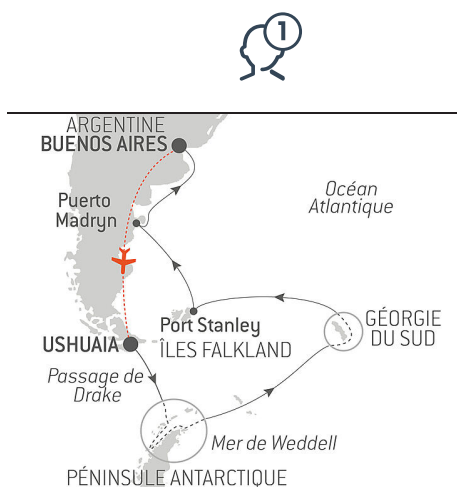 1
ARGENTINE
BUENOS AIRES
Puerto
Madryn
Océan
Atlantique
Port Stanley
ÎLES FALKLAND
GÉORGIE
DU SUD
USHUAIA
Passage de
Drake
Mer de Weddell
PÉNINSULE ANTARCTIQUE